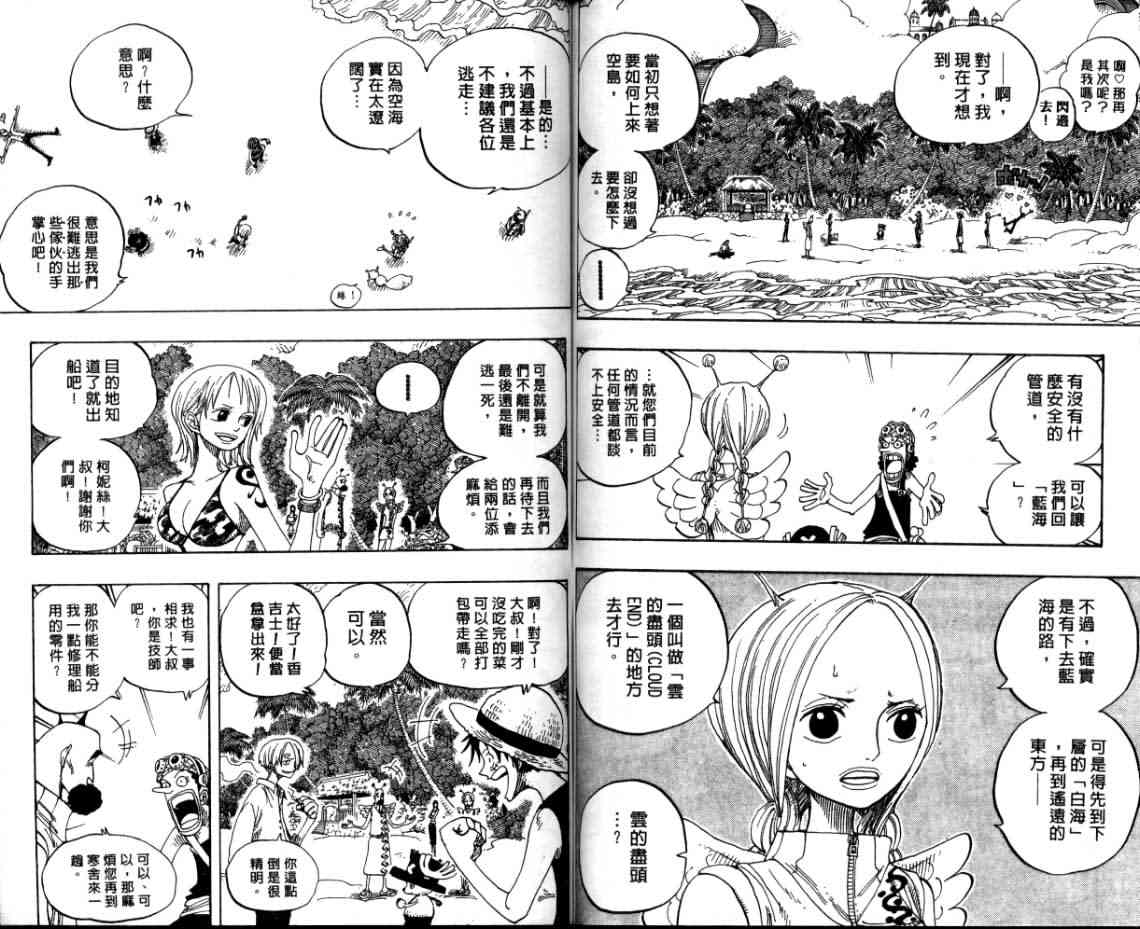 啊♡那再
其次呢？
是我嗎？
閃過
去！
——啊，
對了，我
現在才想
到。
當初只想著
要如何上來
空島，
卻沒想過
要怎麼下
去。
…………
有沒有什
麼安全的
管道，
可以讓
我們回
「藍海
」？
…就您們目前
的情況而言，
任何管道都談
不上安全…
不過，確實
是有下去藍
海的路，
可是得先到下
層的「白海」
，再到遙遠的
東方——
一個叫做「雲
的盡頭（CLOUD
END）」的地方
去才行。
雲的盡頭
…？
——是的…
不過基本上
，我們還是
不建議各位
逃走…
因為空海
實在太遼
闊了…
啊？什麼
意思？
意思是我們
很難逃出那
些傢伙的手
掌心吧！
フワ
フワ
フワ
可是就算我
們不離開，
最後還是難
逃一死，
而且我們
再待下去
的話，會
給兩位添
麻煩。
…………
目的地知
道了就出
船吧！
柯妮絲！大
叔！謝謝你
們啊！
啊！對了！
大叔！剛才
沒吃完的菜
可以全部打
包帶走嗎？
當然
可以。
太好了！香
吉士！便當
盒拿出來！
你這點
倒是很
精明。
我也有一事
相求！大叔
，你是技師
吧？
那你能不能分
我一點修理船
用的零件？
可以、可
以，那麻
煩您再到
寒舍來一
趟。